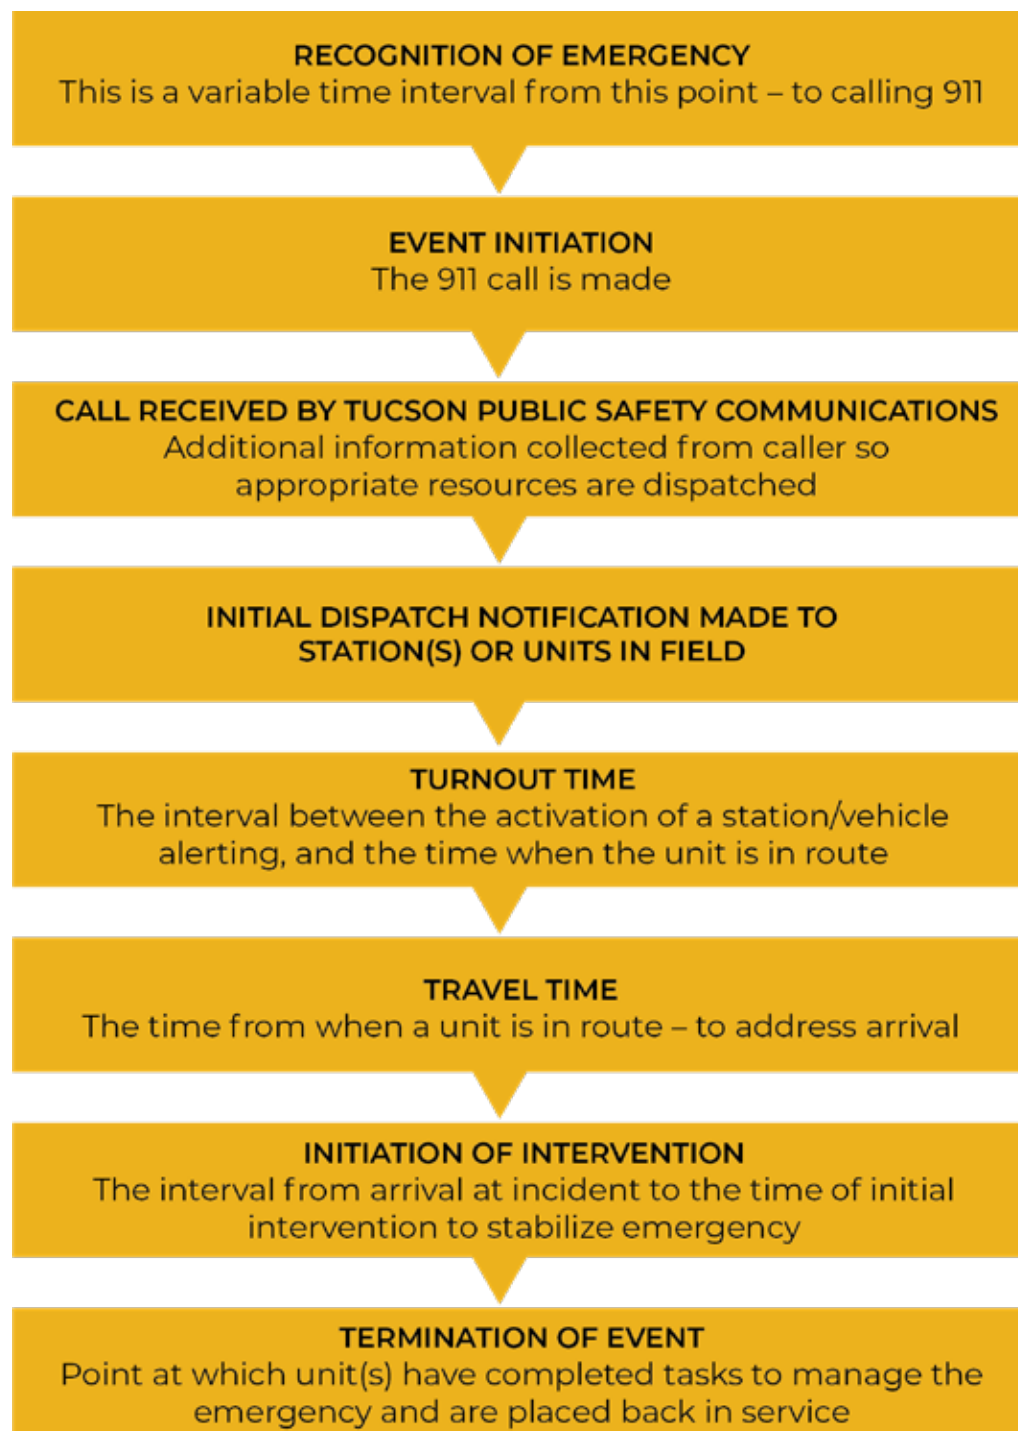 RECOGNITION OF EMERGENCY
This is a variable time interval from this point – to calling 911
EVENT INITIATION
The 911 call is made
CALL RECEIVED BY TUCSON PUBLIC SAFETY COMMUNICATIONS
Additional information collected from caller so
appropriate resources are dispatched
INITIAL DISPATCH NOTIFICATION MADE TO
STATION(S) OR UNITS IN FIELD
TURNOUT TIME
The interval between the activation of a station/vehicle
alerting, and the time when the unit is in route
TRAVEL TIME
The time from when a unit is in route – to address arrival
INITIATION OF INTERVENTION
The interval from arrival at incident to the time of initial
intervention to stabilize emergency
TERMINATION OF EVENT
Point at which unit(s) have completed tasks to manage the
emergency and are placed back in service